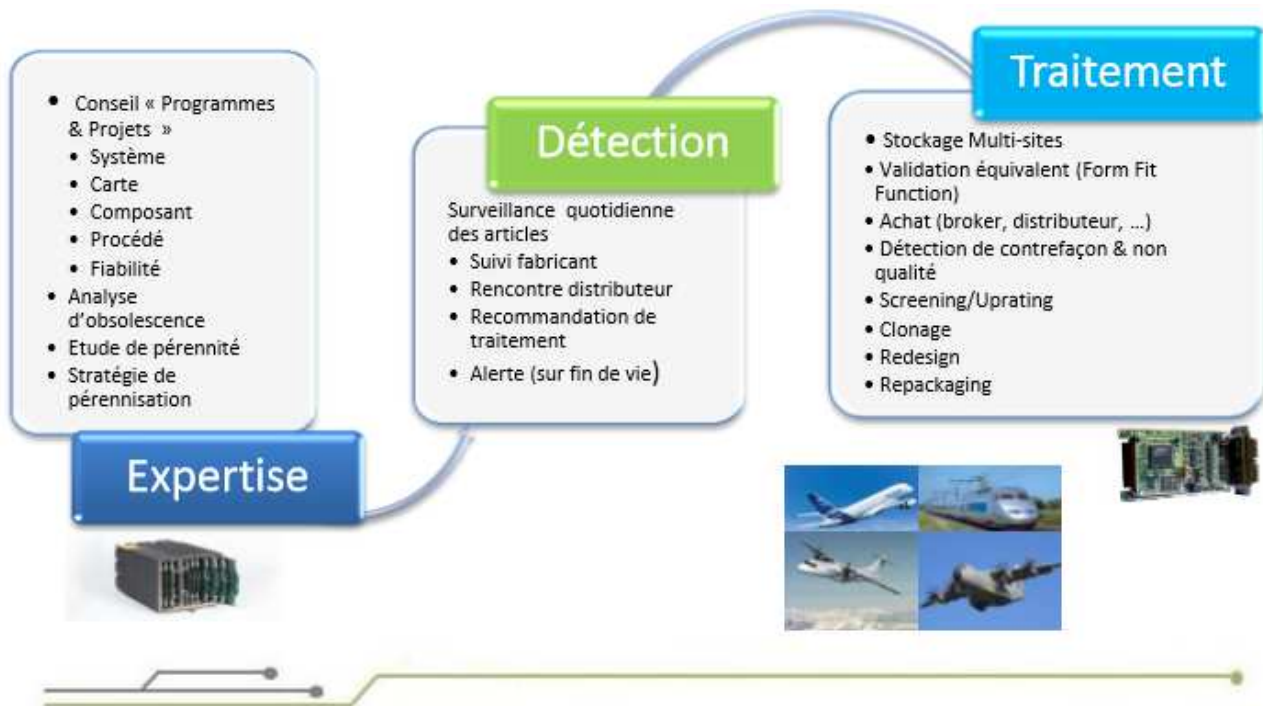 • Conseil « Programmes
& Projets »
• Système
• Carte
• Composant
• Procédé
• Fiabilité
• Analyse
d’obsolescence
• Etude de pérennité
• Stratégie de
pérennisation
Expertise
Détection
Surveillance quotidienne
des articles
• Suivi fabricant
• Rencontre distributeur
• Recommandation de
traitement
• Alerte (sur fin de vie)
Traitement
• Stockage Multi-sites
• Validation équivalent (Form Fit
Function)
• Achat (broker, distributeur, …)
• Détection de contrefaçon & non
qualité
• Screening/Uprating
• Clonage
• Redesign
• Repackaging